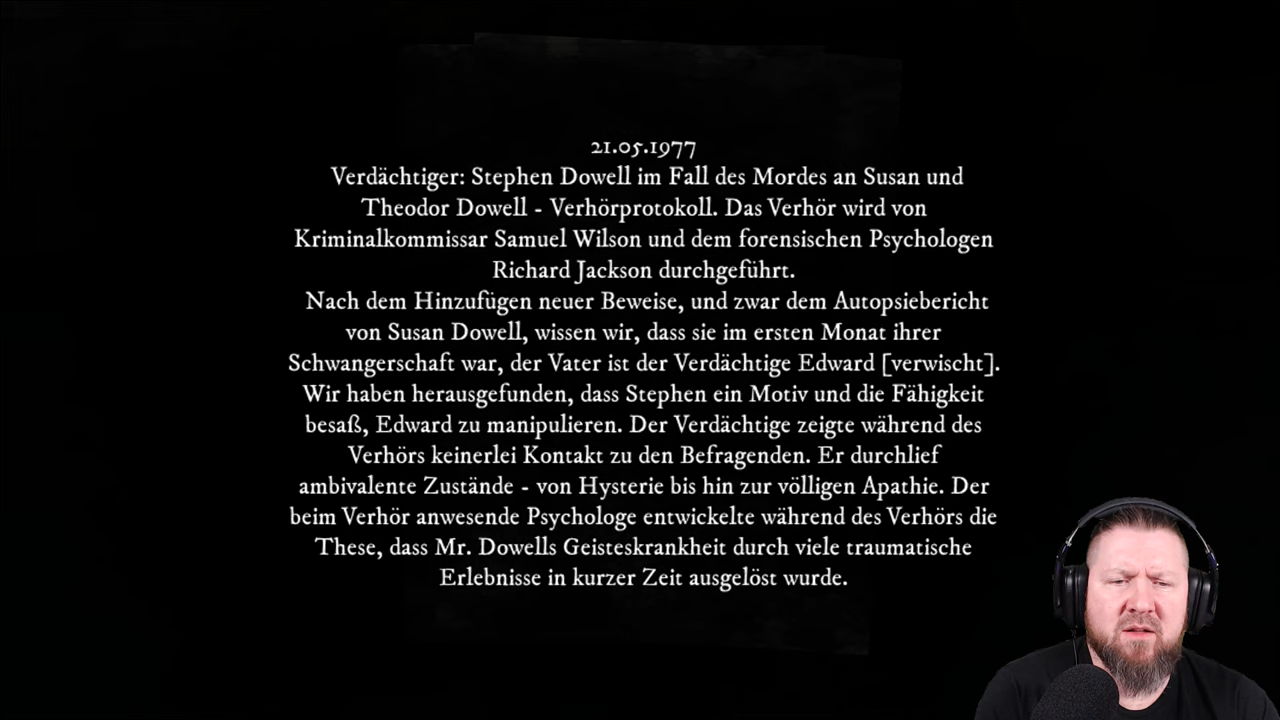 21.05.1977
Verdächtiger: Stephen Dowell im Fall des Mordes an Susan und
Theodor Dowell - Verhörprotokoll. Das Verhör wird von
Kriminalkommissar Samuel Wilson und dem forensischen Psychologen
Richard Jackson durchgeführt.
Nach dem Hinzufügen neuer Beweise, und zwar dem Autopsiebericht
von Susan Dowell, wissen wir, dass sie im ersten Monat ihrer
Schwangerschaft war, der Vater ist der Verdächtige Edward [verwischt].
Wir haben herausgefunden, dass Stephen ein Motiv und die Fähigkeit
besaß, Edward zu manipulieren. Der Verdächtige zeigte während des
Verhörs keinerlei Kontakt zu den Befragenden. Er durchlief
ambivalente Zustände - von Hysterie bis hin zur völligen Apathie. Der
beim Verhör anwesende Psychologe entwickelte während des Verhörs die
These, dass Mr. Dowells Geisteskrankheit durch viele traumatische
Erlebnisse in kurzer Zeit ausgelöst wurde.